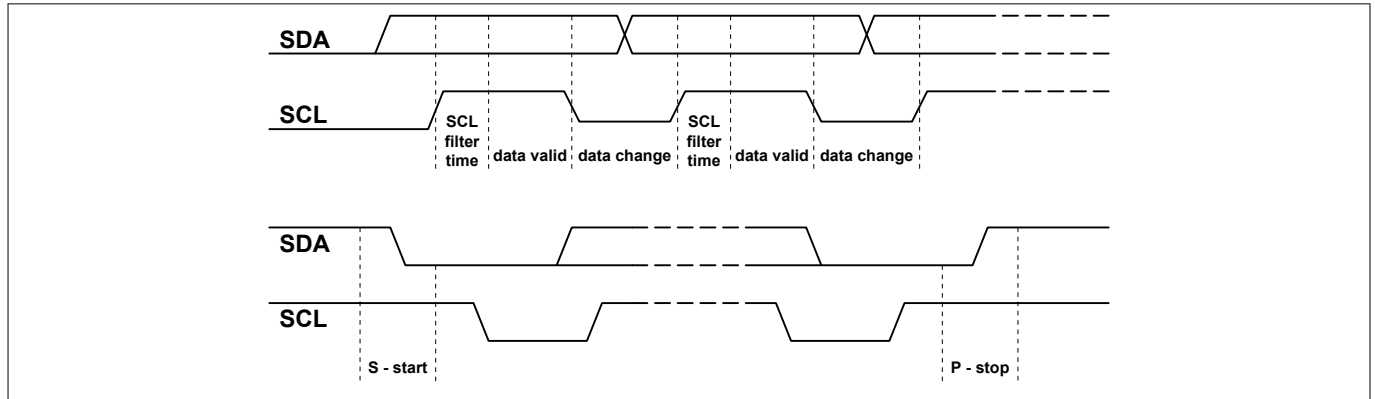 SDA
SCL
SCL SCL
filter filter
time data valid data change time data valid data change
SDA
SCL
S - start P - stop